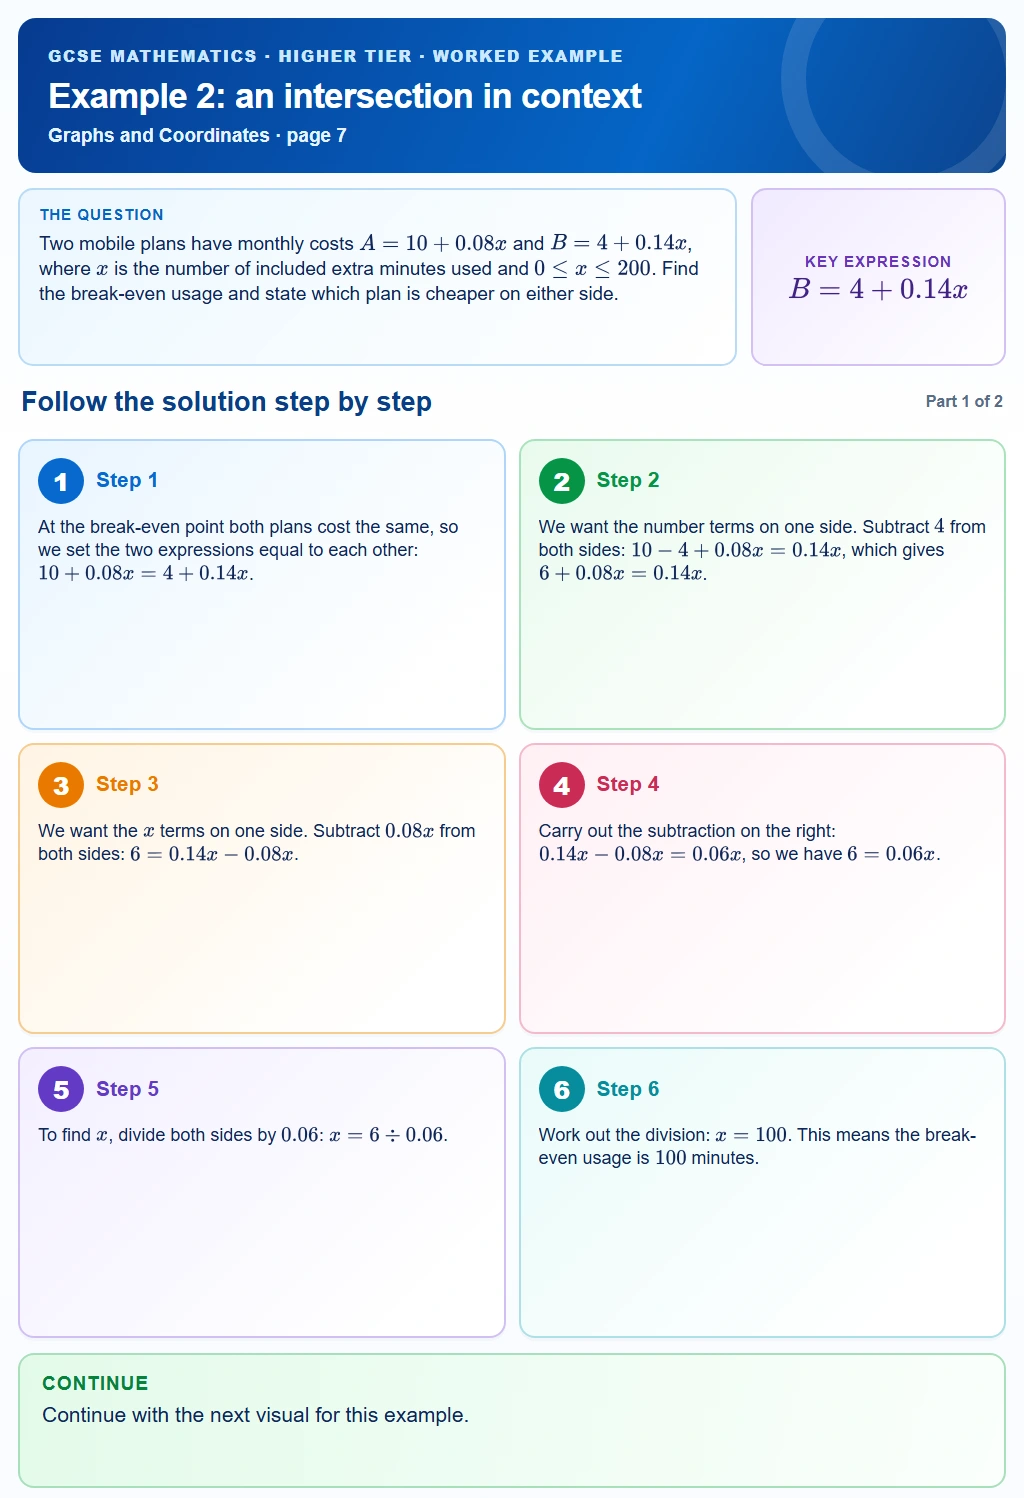 GCSE MATHEMATICS · HIGHER TIER · WORKED EXAMPLE
Example 2: an intersection in context
Graphs and Coordinates · page 7
THE QUESTION
Two mobile plans have monthly costs A = 10 + 0.08x and B = 4 + 0.14x,
where x is the number of included extra minutes used and 0 ≤ x ≤ 200. Find
the break-even usage and state which plan is cheaper on either side.
KEY EXPRESSION
B = 4 + 0.14x
Follow the solution step by step
Part 1 of 2
1 Step 1
At the break-even point both plans cost the same, so
we set the two expressions equal to each other:
10 + 0.08x = 4 + 0.14x.
2 Step 2
We want the number terms on one side. Subtract 4 from
both sides: 10 − 4 + 0.08x = 0.14x, which gives
6 + 0.08x = 0.14x.
3 Step 3
We want the x terms on one side. Subtract 0.08x from
both sides: 6 = 0.14x − 0.08x.
4 Step 4
Carry out the subtraction on the right:
0.14x − 0.08x = 0.06x, so we have 6 = 0.06x.
5 Step 5
To find x, divide both sides by 0.06: x = 6 ÷ 0.06.
6 Step 6
Work out the division: x = 100. This means the break-
even usage is 100 minutes.
CONTINUE
Continue with the next visual for this example.